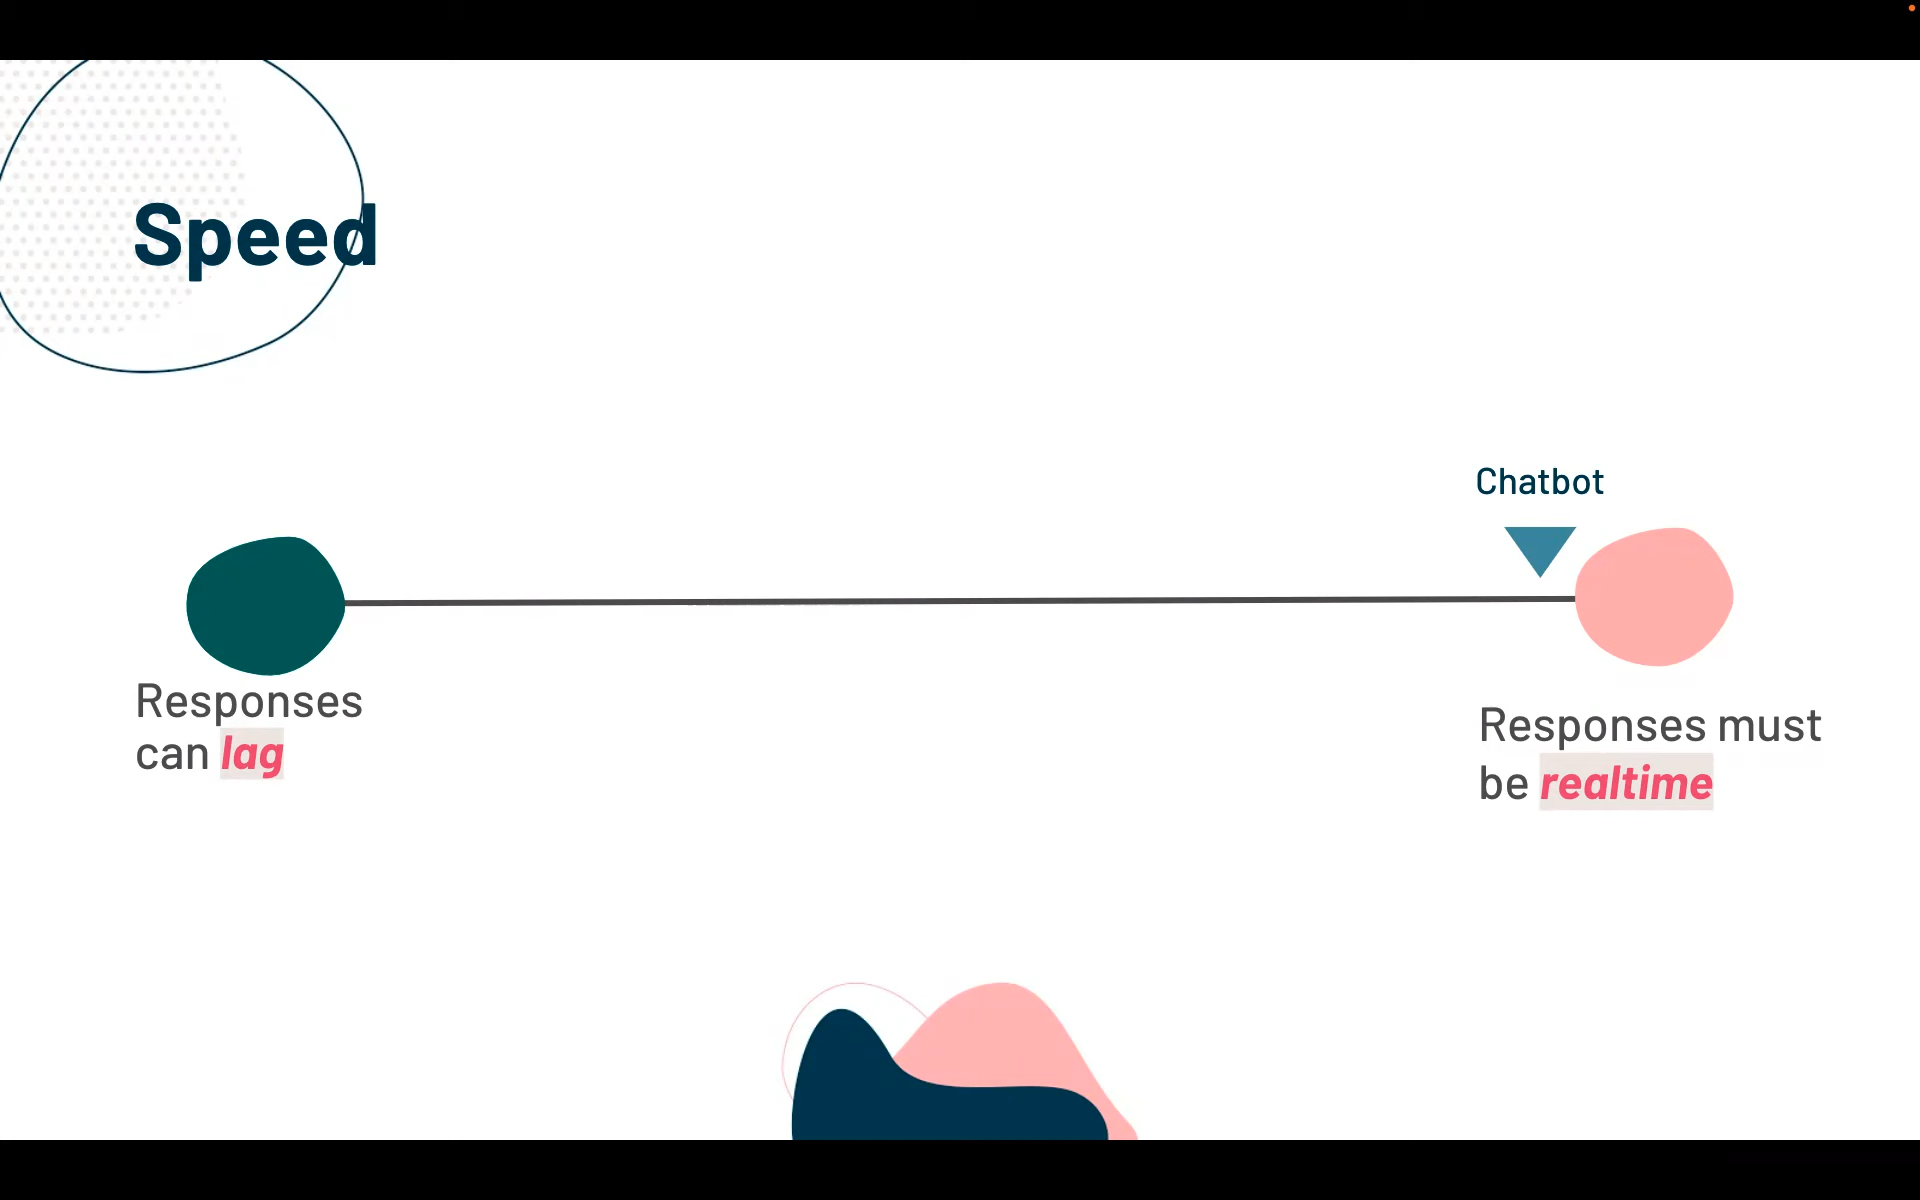 Speed
Chatbot
Responses
can lag
Responses must
be realtime